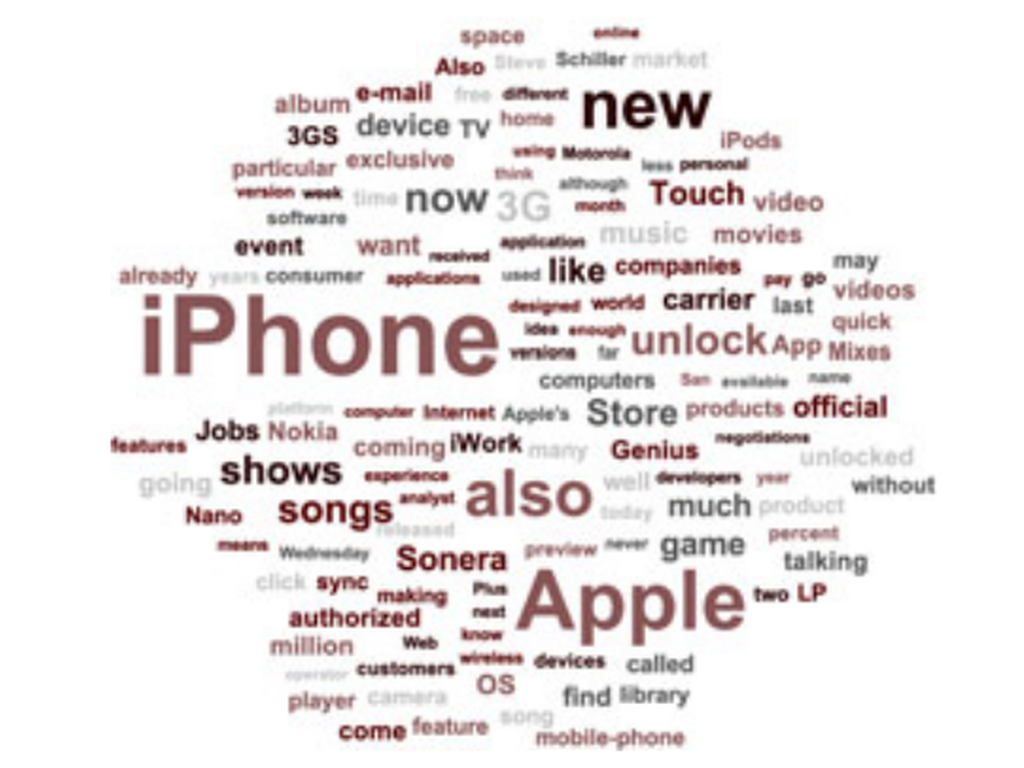 space online
Also Steve Schiller market
album e-mail free different new
3GS device TV home iPods
particular exclusive using Motorola less personal
think
version week time now 3G although Touch video
month
software
event want received application music movies
already years consumer applications used like companies pay go may
videos
iPhone designed world carrier last
idea enough unlock App quick
versions far Mixes
computers San available name
platform computer Internet Apple's Store products official
features Jobs Nokia coming iWork many Genius negotiations
unlocked
going shows experience also well developers year without
Nano songs analyst today much product
released
means Wednesday Sonera preview never game percent
talking
click sync making Plus Apple two LP
authorized next
million Web know
operator customers wireless devices called
player camera OS find library
come feature song mobile-phone